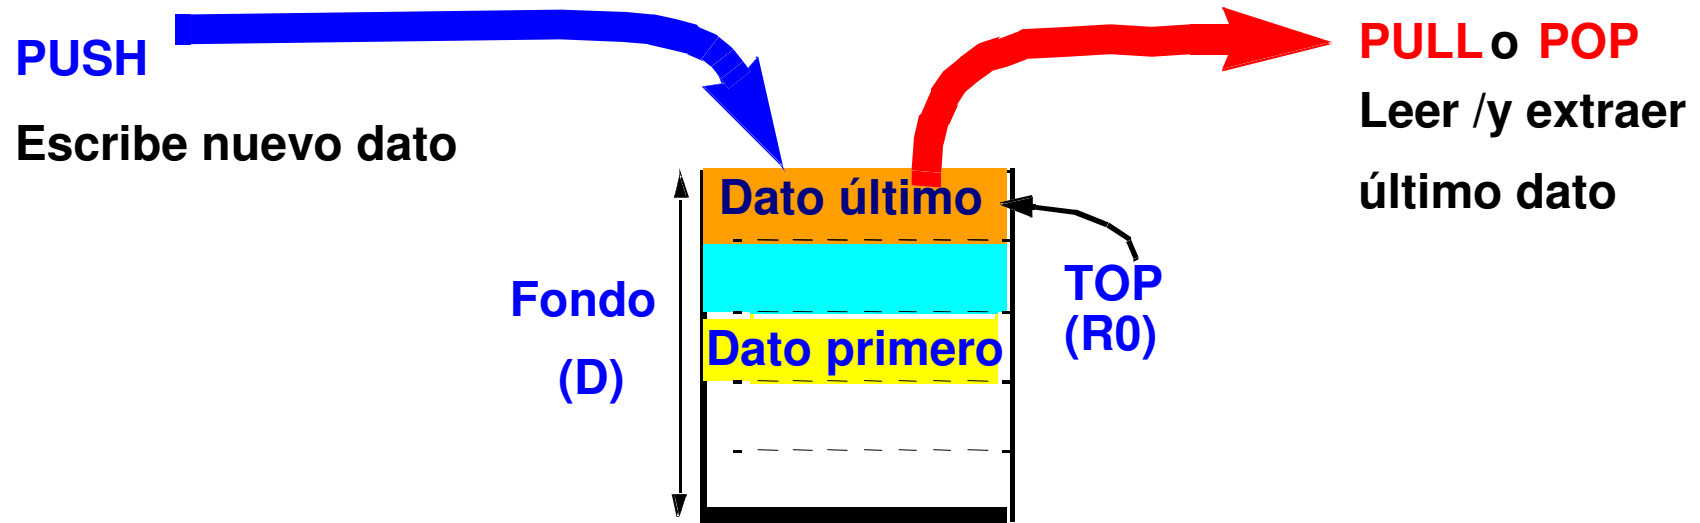 PUSH
Escribe nuevo dato
PULL o POP
Leer /y extraer
último dato
Dato último
Fondo
(D)
Dato primero
TOP
(R0)